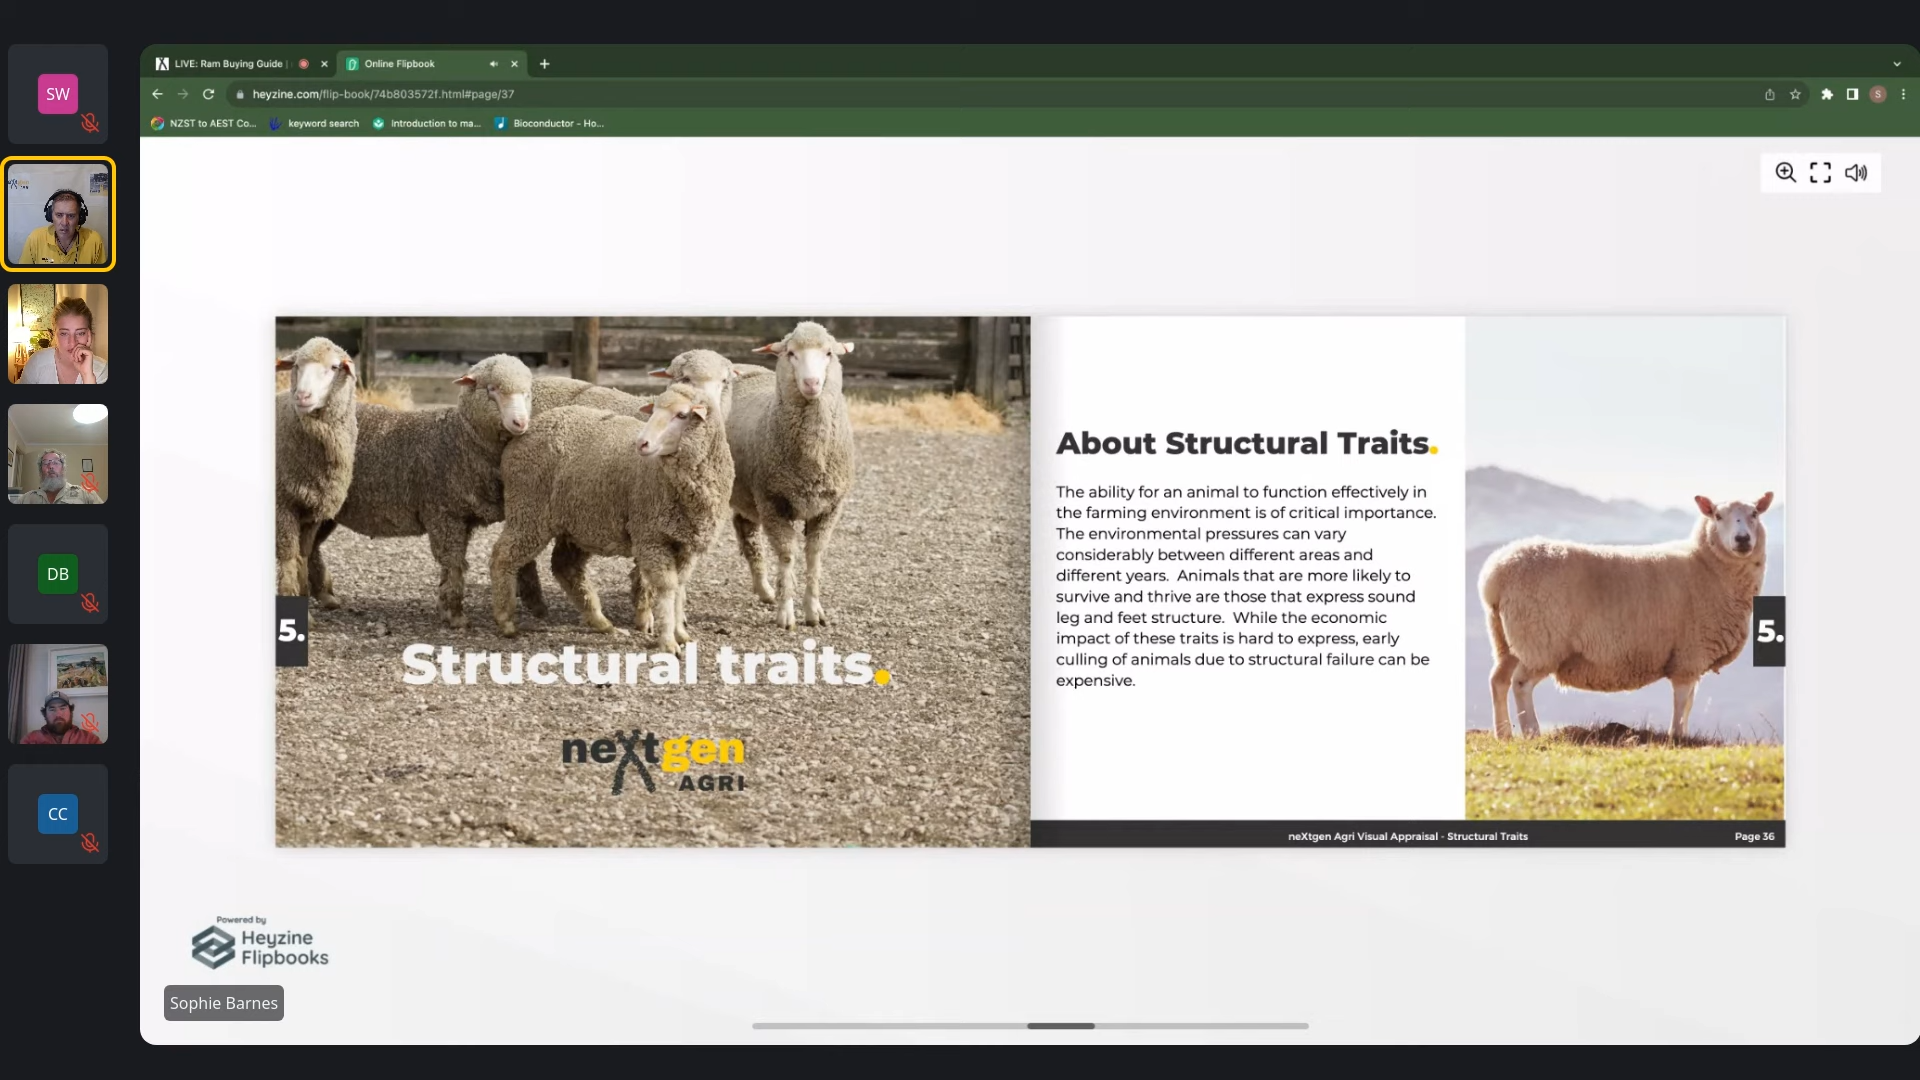 SW
LIVE: Ram Buying Guide |
Online Flipbook
heyzine.com/flip-book/74b803572f.html#page/37
S
NZST to AEST Co...
keyword search
Introduction to ma...
Bioconductor - Ho...
Structural traits.
5.
neXtgen
AGRI
About Structural Traits.
The ability for an animal to function effectively in
the farming environment is of critical importance.
The environmental pressures can vary
considerably between different areas and
different years. Animals that are more likely to
survive and thrive are those that express sound
leg and feet structure. While the economic
impact of these traits is hard to express, early
culling of animals due to structural failure can be
expensive.
5.
neXtgen Agri Visual Appraisal - Structural Traits
Page 36
DB
CC
Powered by
Heyzine
Flipbooks
Sophie Barnes